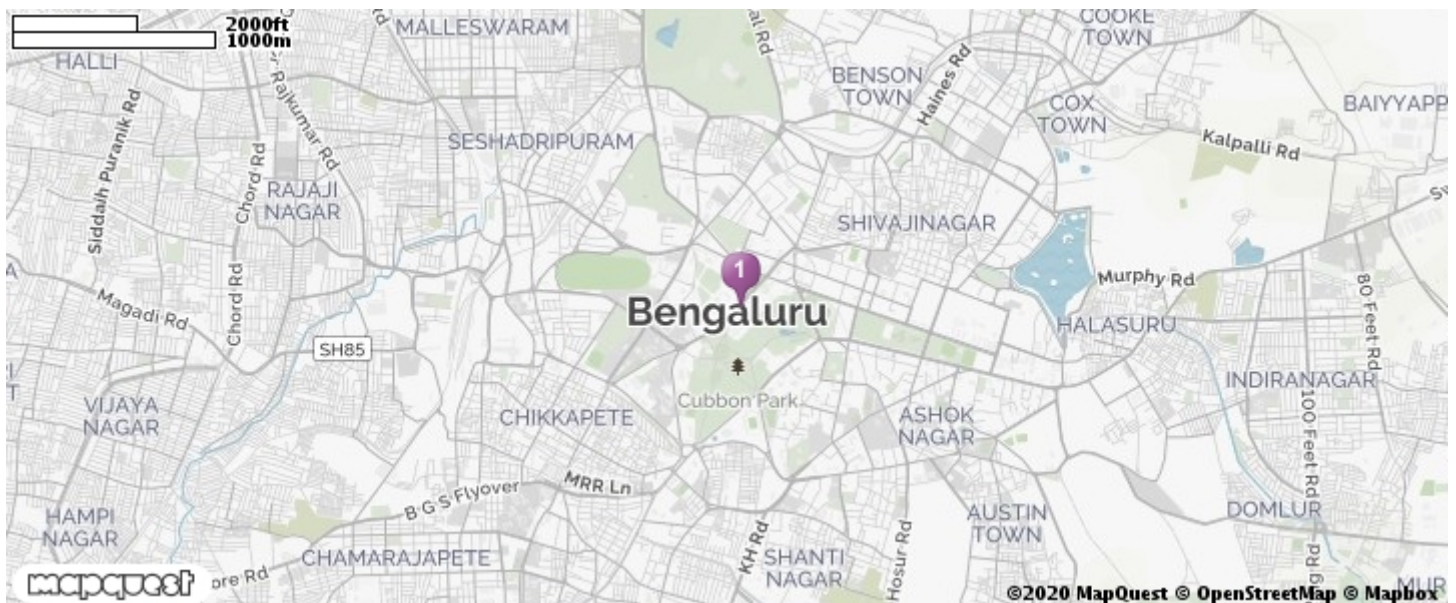 2000ft
1000m
MALLESWARAM
COOKE
TOWN
HALLI
Rajkumar Rd
BENSON
TOWN
Haines Rd
Siddaih Puranik Rd
Chord Rd
SESHADRIPURAM
COX
TOWN
BAIYYAPP
Kalpalli Rd
RAJAJI
NAGAR
SHIVAJINAGAR
Chord Rd
1
Murphy Rd
Magadi Rd
Bengaluru
HALASURU
80 Feet Rd
SH85
Cubbon Park
INDIRANAGAR
VIJAYA
NAGAR
CHIKKAPETE
ASHOK
NAGAR
100 Feet Rd
MRR Ln
B G S Flyover
HAMPI
NAGAR
AUSTIN
TOWN
DOMLUR
CHAMARAJAPETE
KH Rd
SHANTI
NAGAR
Hosur Rd
mapquest
ore Rd
©2020 MapQuest © OpenStreetMap © Mapbox